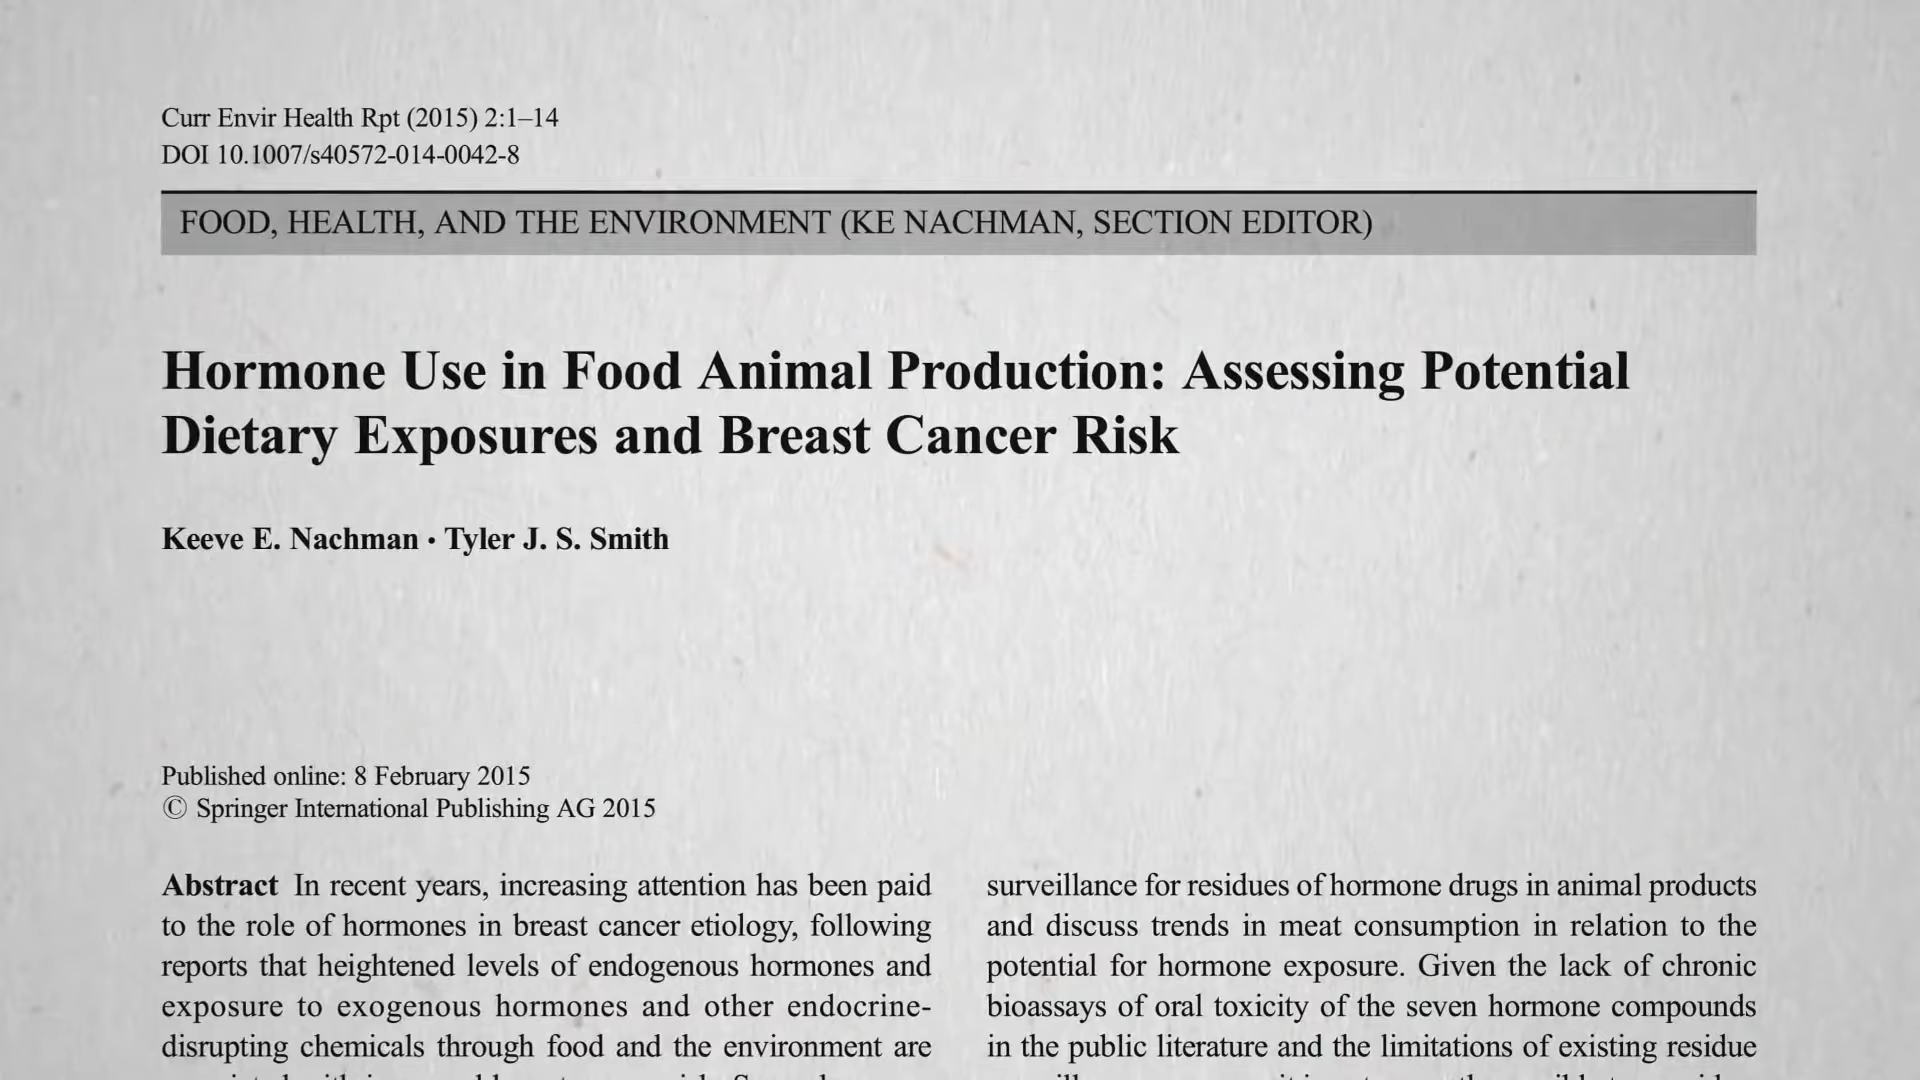 Curr Envir Health Rpt (2015) 2:1–14
DOI 10.1007/s40572-014-0042-8
FOOD, HEALTH, AND THE ENVIRONMENT (KE NACHMAN, SECTION EDITOR)
Hormone Use in Food Animal Production: Assessing Potential
Dietary Exposures and Breast Cancer Risk
Keeve E. Nachman • Tyler J. S. Smith
Published online: 8 February 2015
© Springer International Publishing AG 2015
Abstract In recent years, increasing attention has been paid
to the role of hormones in breast cancer etiology, following
reports that heightened levels of endogenous hormones and
exposure to exogenous hormones and other endocrine-
disrupting chemicals through food and the environment are
surveillance for residues of hormone drugs in animal products
and discuss trends in meat consumption in relation to the
potential for hormone exposure. Given the lack of chronic
bioassays of oral toxicity of the seven hormone compounds
in the public literature and the limitations of existing residue